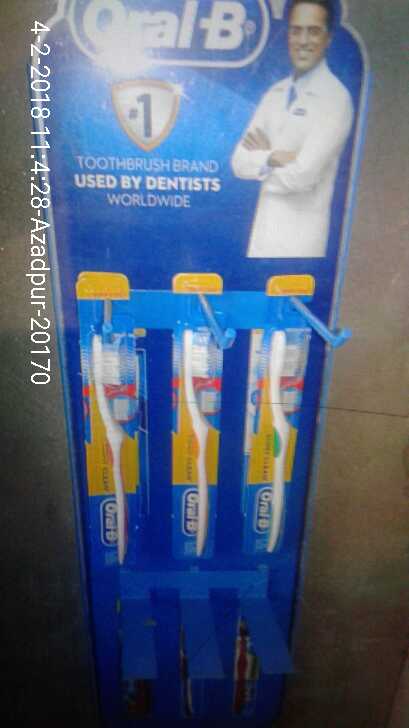 Oral-B
#1
TOOTHBRUSH BRAND
USED BY DENTISTS
WORLDWIDE
4-2-2018 11:4:28-Azadpur-20170
Oral-B
Oral-B
Oral-B